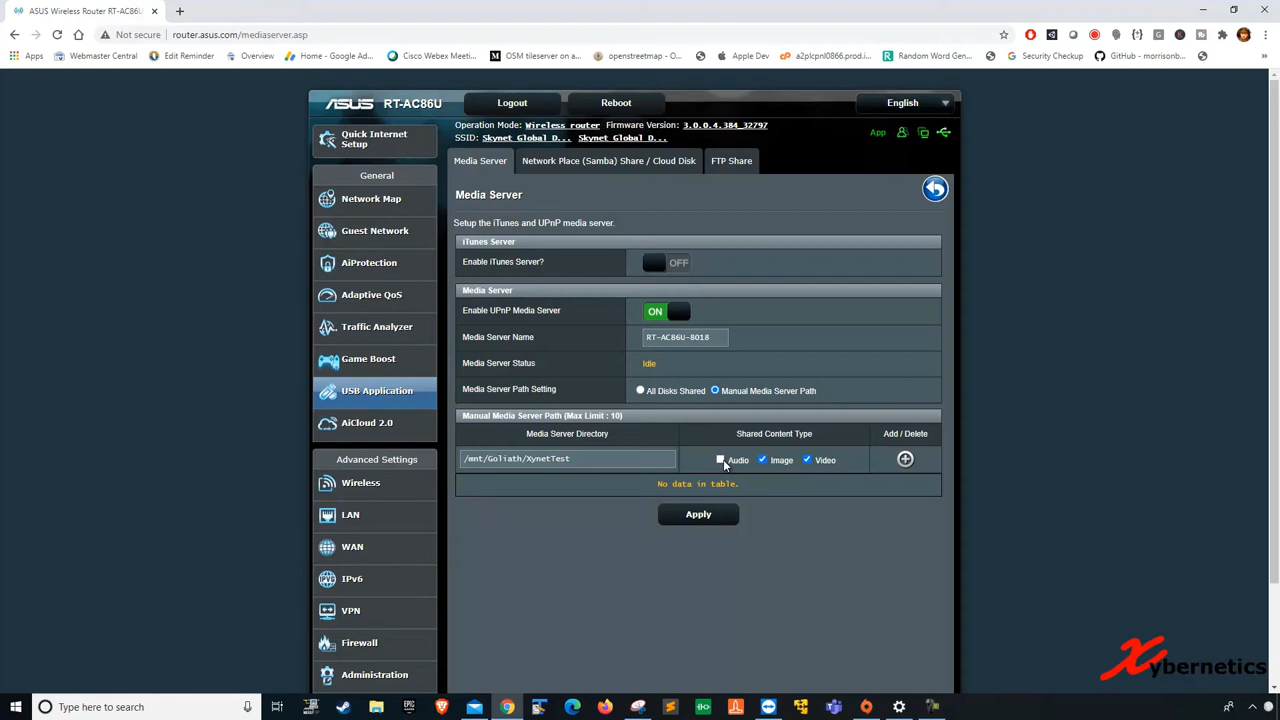 ASUS Wireless Router RT-AC86U
Not secure router.asus.com/mediaserver.asp
Apps Webmaster Central Edit Reminder Overview Home - Google Ad... Cisco Webex Meet... OSM tileserver on a... openstreetmap - O... Apple Dev a2plcpnl0866.prod.i... Random Word Gen... Security Checkup GitHub - morrisonb...
ASUS RT-AC86U Logout Reboot English
Quick Internet
Setup
Operation Mode: Wireless router Firmware Version: 3.0.0.4.384_32797
SSID: Skynet Global D... Skynet Global D...
App
Media Server Network Place (Samba) Share / Cloud Disk FTP Share
General
Network Map
Guest Network
AiProtection
Adaptive QoS
Traffic Analyzer
Game Boost
USB Application
AiCloud 2.0
Advanced Settings
Wireless
LAN
WAN
IPv6
VPN
Firewall
Administration
Media Server
Setup the iTunes and UPnP media server.
iTunes Server
Enable iTunes Server? OFF
Media Server
Enable UPnP Media Server ON
Media Server Name RT-AC86U-8018
Media Server Status Idle
Media Server Path Setting All Disks Shared Manual Media Server Path
Manual Media Server Path (Max Limit : 10)
Media Server Directory Shared Content Type Add / Delete
/mnt/Goliath/XynetTest Audio Image Video
No data in table.
Apply
Xybernetics
Type here to search